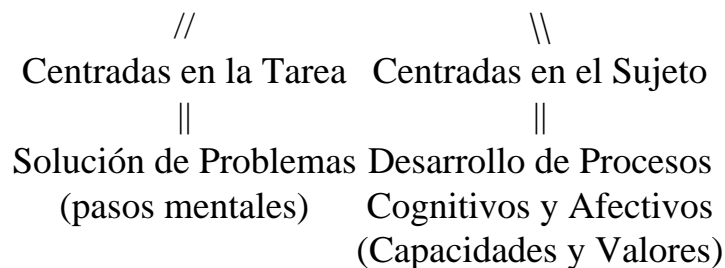 // \\
Centradas en la Tarea Centradas en el Sujeto
|| ||
Solución de Problemas Desarrollo de Procesos
(pasos mentales) Cognitivos y Afectivos
(Capacidades y Valores)